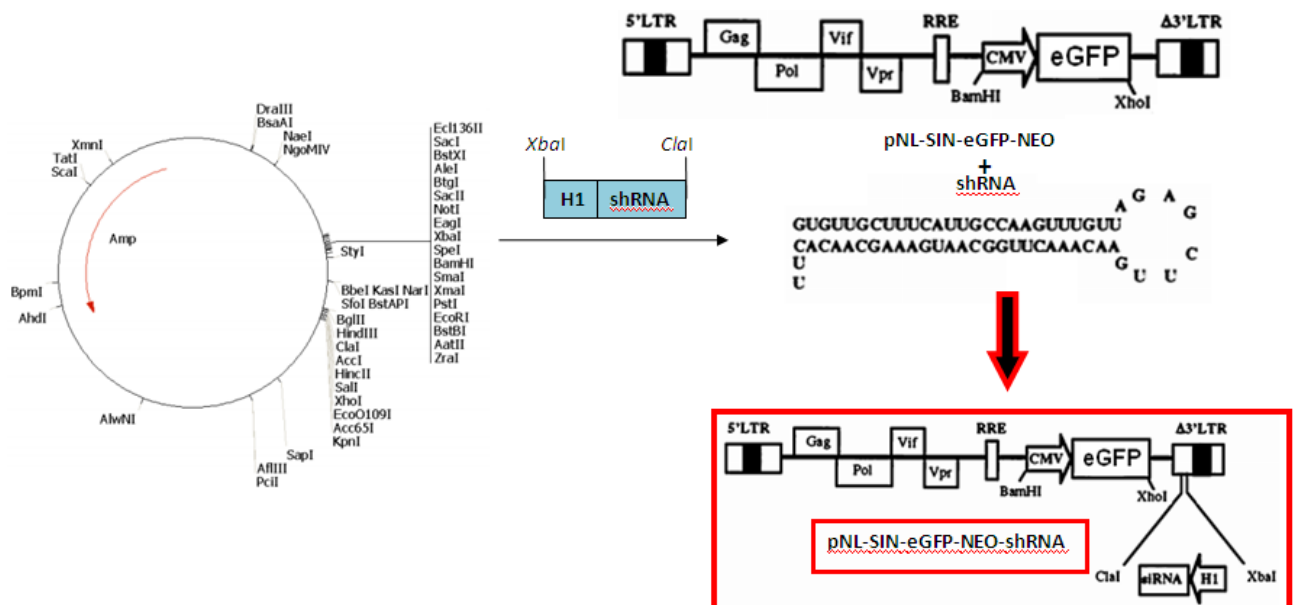 5'LTR
Gag
Pol
Vif
Vpr
RRE
CMV
eGFP
Δ3'LTR
BamHI
XhoI
DraIII
BsaAI
NaeI
NgoMIV
XmnI
TatI
ScaI
Amp
BpmI
AhdI
AlwNI
AflIII
PciI
SapI
StyI
BbeI KasI NarI
SfoI BstAPI
BglII
HindIII
ClaI
AccI
HincII
SalI
XhoI
EcoO109I
Acc65I
KpnI
Ecl136II
SacI
BstXI
AleI
BtgI
SacII
NotI
EagI
XbaI
SpeI
BamHI
SmaI
XmaI
PstI
EcoRI
BstBI
AatII
ZraI
XbaI
ClaI
H1
shRNA
pNL-SIN-eGFP-NEO
+
shRNA
GUGUUGCUUUCAUUGCCAAGUUUGUU
A
G
A
G
C
U
U
G
CACAACGAAAGUAACGGUUCAAACAA
U
U
5'LTR
Gag
Pol
Vif
Vpr
RRE
CMV
eGFP
Δ3'LTR
BamHI
XhoI
pNL-SIN-eGFP-NEO-shRNA
ClaI
siRNA
H1
XbaI